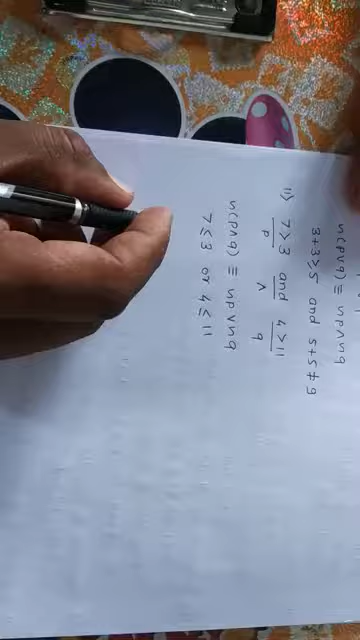 ~(p∨q) ≡ ~p∧~q
3+3>5 and 5+5≠9
ii) 7>3 and 4>11
p ∧ q
~(p∧q) ≡ ~p∨~q
7≤3 or 4≤11